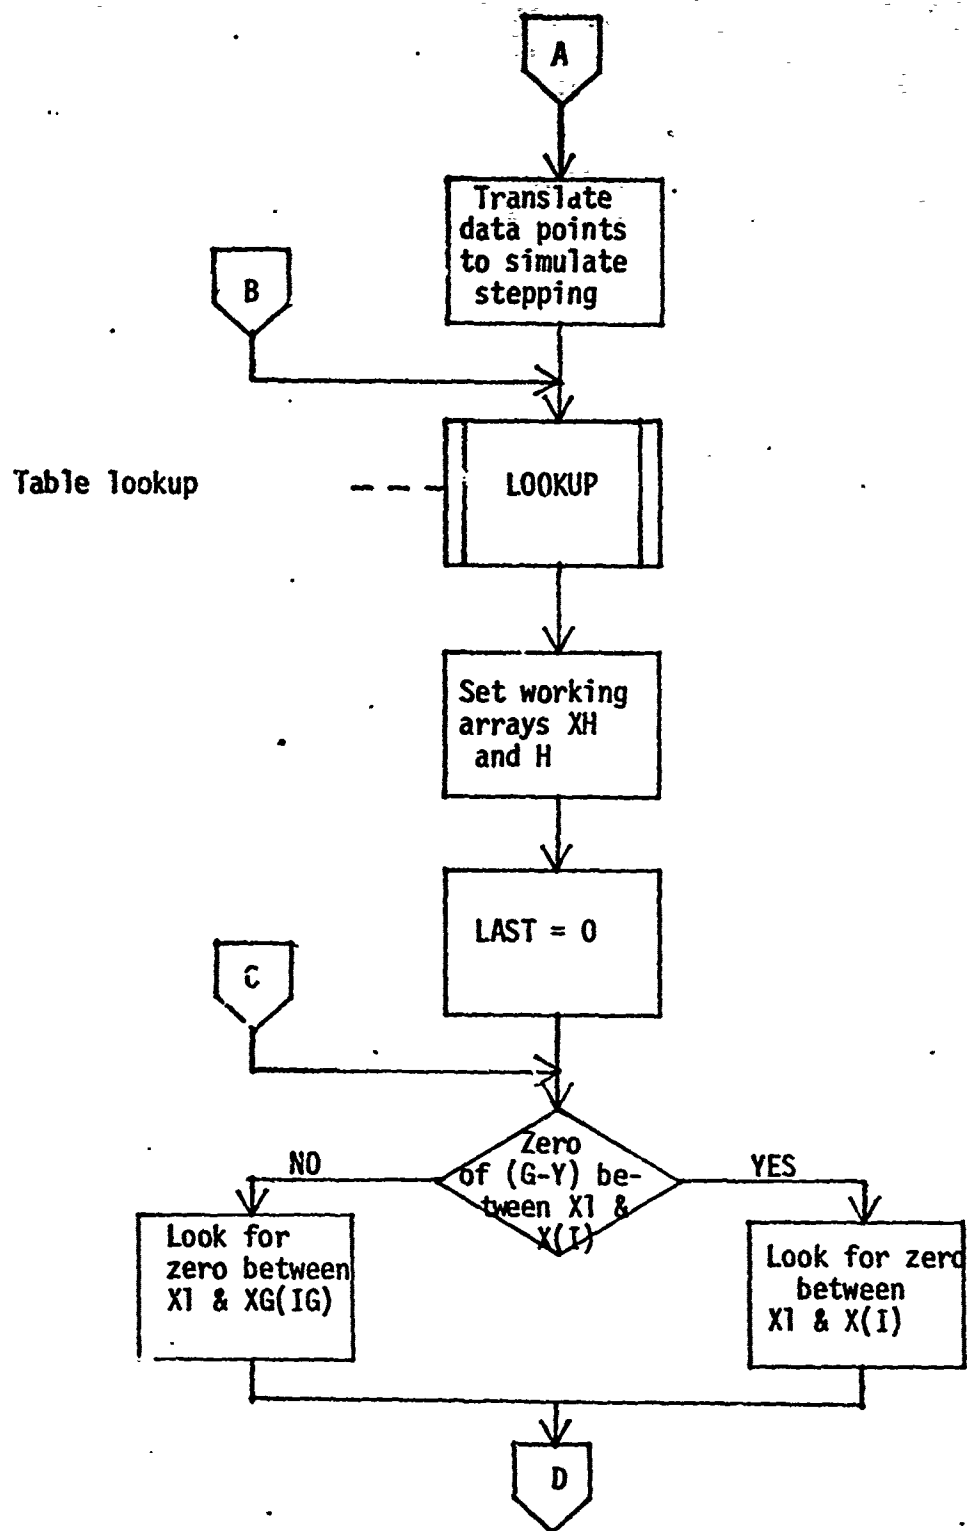 A
Translate
data points
to simulate
stepping
B
Table lookup
LOOKUP
Set working
arrays XH
and H
LAST = 0
C
Zero
of (G-Y) be-
tween X1 &
X(I)
NO
YES
Look for
zero between
X1 & XG(IG)
Look for zero
between
X1 & X(I)
D